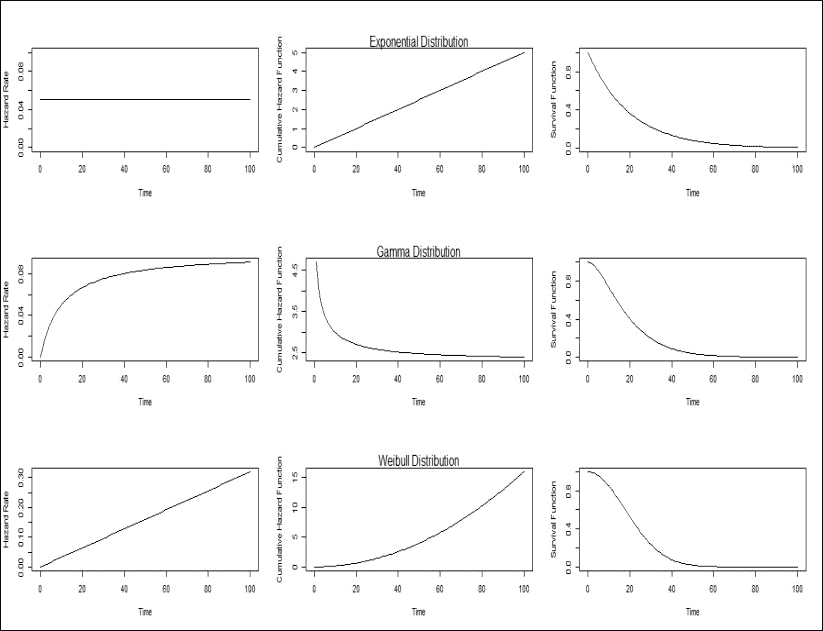 Exponential Distribution
Hazard Rate
0.00 0.04 0.08
0 20 40 60 80 100
Time
Cumulative Hazard Function
0 1 2 3 4 5
0 20 40 60 80 100
Time
Survival Function
0.0 0.4 0.8
0 20 40 60 80 100
Time
Gamma Distribution
Hazard Rate
0.00 0.04 0.08
0 20 40 60 80 100
Time
Cumulative Hazard Function
2.5 3.5 4.5
0 20 40 60 80 100
Time
Survival Function
0.0 0.4 0.8
0 20 40 60 80 100
Time
Weibull Distribution
Hazard Rate
0.00 0.10 0.20 0.30
0 20 40 60 80 100
Time
Cumulative Hazard Function
0 5 10 15
0 20 40 60 80 100
Time
Survival Function
0.0 0.4 0.8
0 20 40 60 80 100
Time